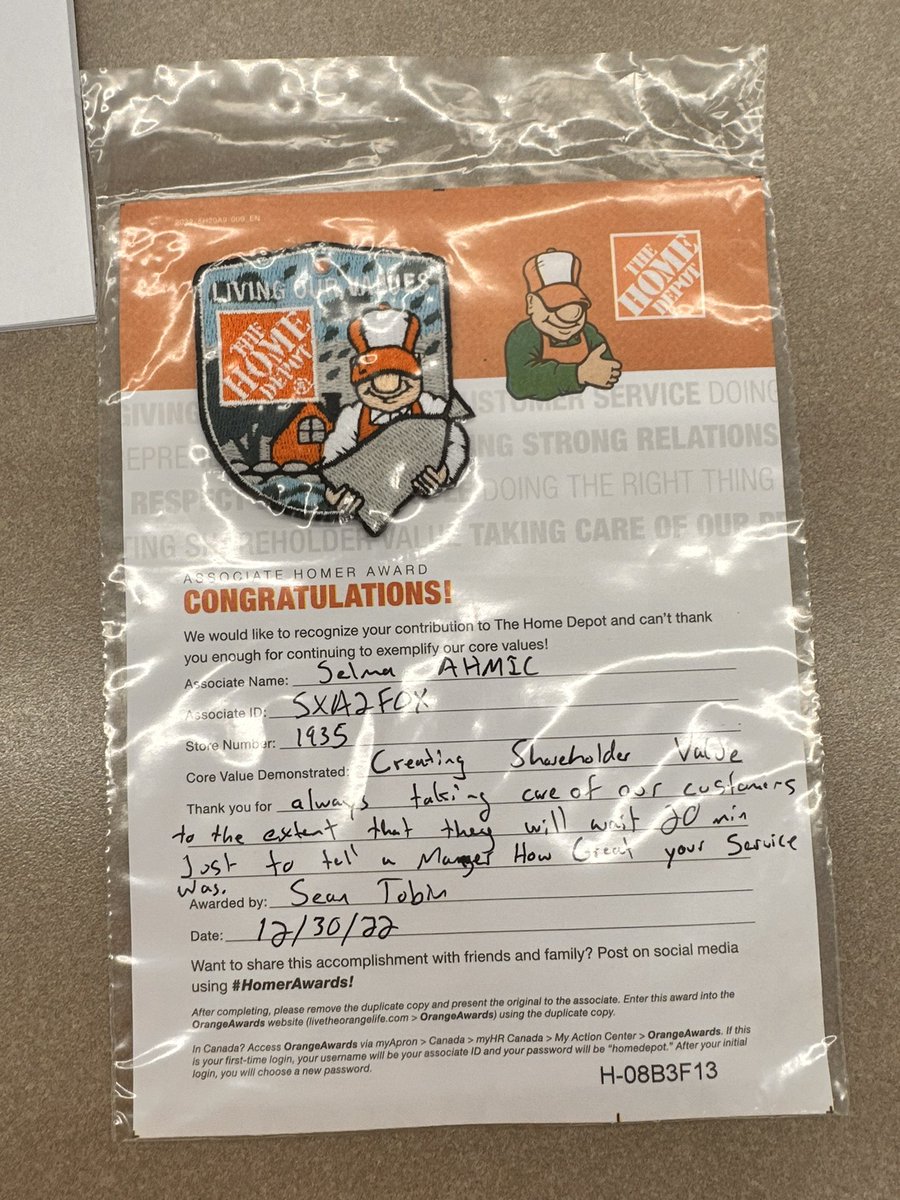 LIVING OUR VALUES
THE HOME DEPOT ®
THE HOME DEPOT
GIVING CUSTOMER SERVICE DOING
EPRE NG STRONG RELATIONS
RESPECT DOING THE RIGHT THING
TING SHAREHOLDER VALUE TAKING CARE OF OUR PE
ASSOCIATE HOMER AWARD
CONGRATULATIONS!
We would like to recognize your contribution to The Home Depot and can't thank
you enough for continuing to exemplify our core values!
Associate Name: Selma AHMIC
Associate ID: SXA2FOX
Store Number: 1935
Core Value Demonstrated: Creating Shareholder Value
Thank you for always taking care of our customers
to the extent that they will wait 20 min
Just to tell a Manger How Great your Service
was.
Awarded by: Sean Tobin
Date: 12/30/22
Want to share this accomplishment with friends and family? Post on social media
using #HomerAwards!
After completing, please remove the duplicate copy and present the original to the associate. Enter this award into the
OrangeAwards website (livetheorangelife.com > OrangeAwards) using the duplicate copy.
In Canada? Access OrangeAwards via myApron > Canada > myHR Canada > My Action Center > OrangeAwards. If this
is your first-time login, your username will be your associate ID and your password will be "homedepot." After your initial
login, you will choose a new password.
H-08B3F13